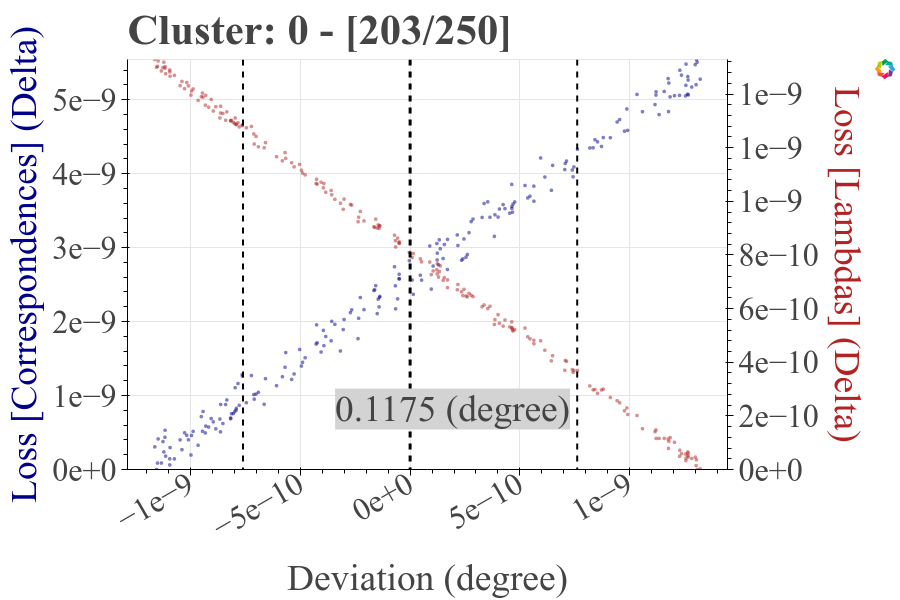 Cluster: 0 - [203/250]
Loss [Correspondences] (Delta)
5e−9
4e−9
3e−9
2e−9
1e−9
0e+0
1e−9
1e−9
1e−9
8e−10
6e−10
4e−10
2e−10
0e+0
Loss [Lambdas] (Delta)
0.1175 (degree)
−1e−9
−5e−10
0e+0
5e−10
1e−9
Deviation (degree)